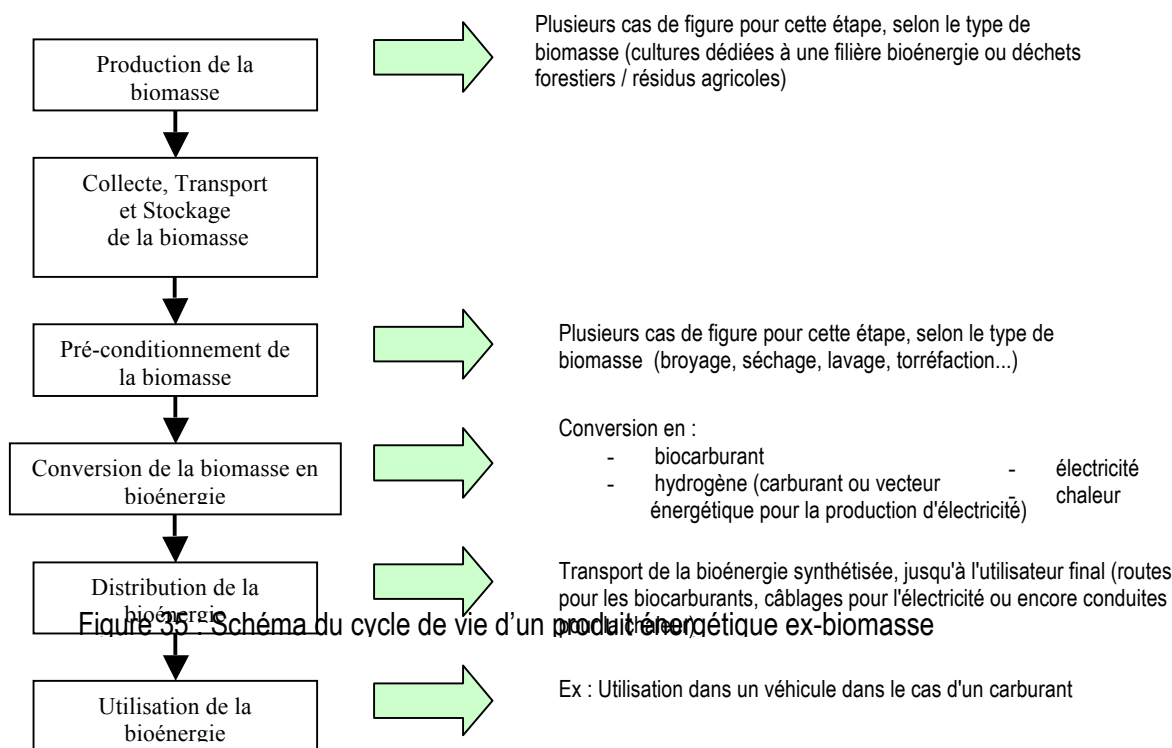 Production de la
biomasse
Plusieurs cas de figure pour cette étape, selon le type de
biomasse (cultures dédiées à une filière bioénergie ou déchets
forestiers / résidus agricoles)
Collecte, Transport
et Stockage
de la biomasse
Pré-conditionnement de
la biomasse
Plusieurs cas de figure pour cette étape, selon le type de
biomasse (broyage, séchage, lavage, torréfaction...)
Conversion de la biomasse en
bioénergie
Conversion en :
- biocarburant
- hydrogène (carburant ou vecteur
énergétique pour la production d'électricité)
- électricité
- chaleur
Distribution de la
bioénergie
Transport de la bioénergie synthétisée, jusqu'à l'utilisateur final (routes
pour les biocarburants, câblages pour l'électricité ou encore conduites
pour la chaleur)
Figure 35 : Schéma du cycle de vie d'un produit énergétique ex-biomasse
Utilisation de la
bioénergie
Ex : Utilisation dans un véhicule dans le cas d'un carburant